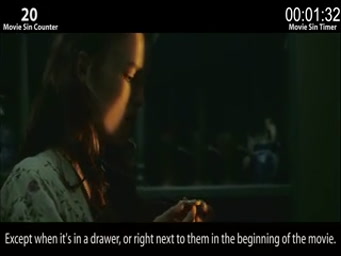 20
Movie Sin Counter
00:01:32
Movie Sin Timer
Except when it's in a drawer, or right next to them in the beginning of the movie.